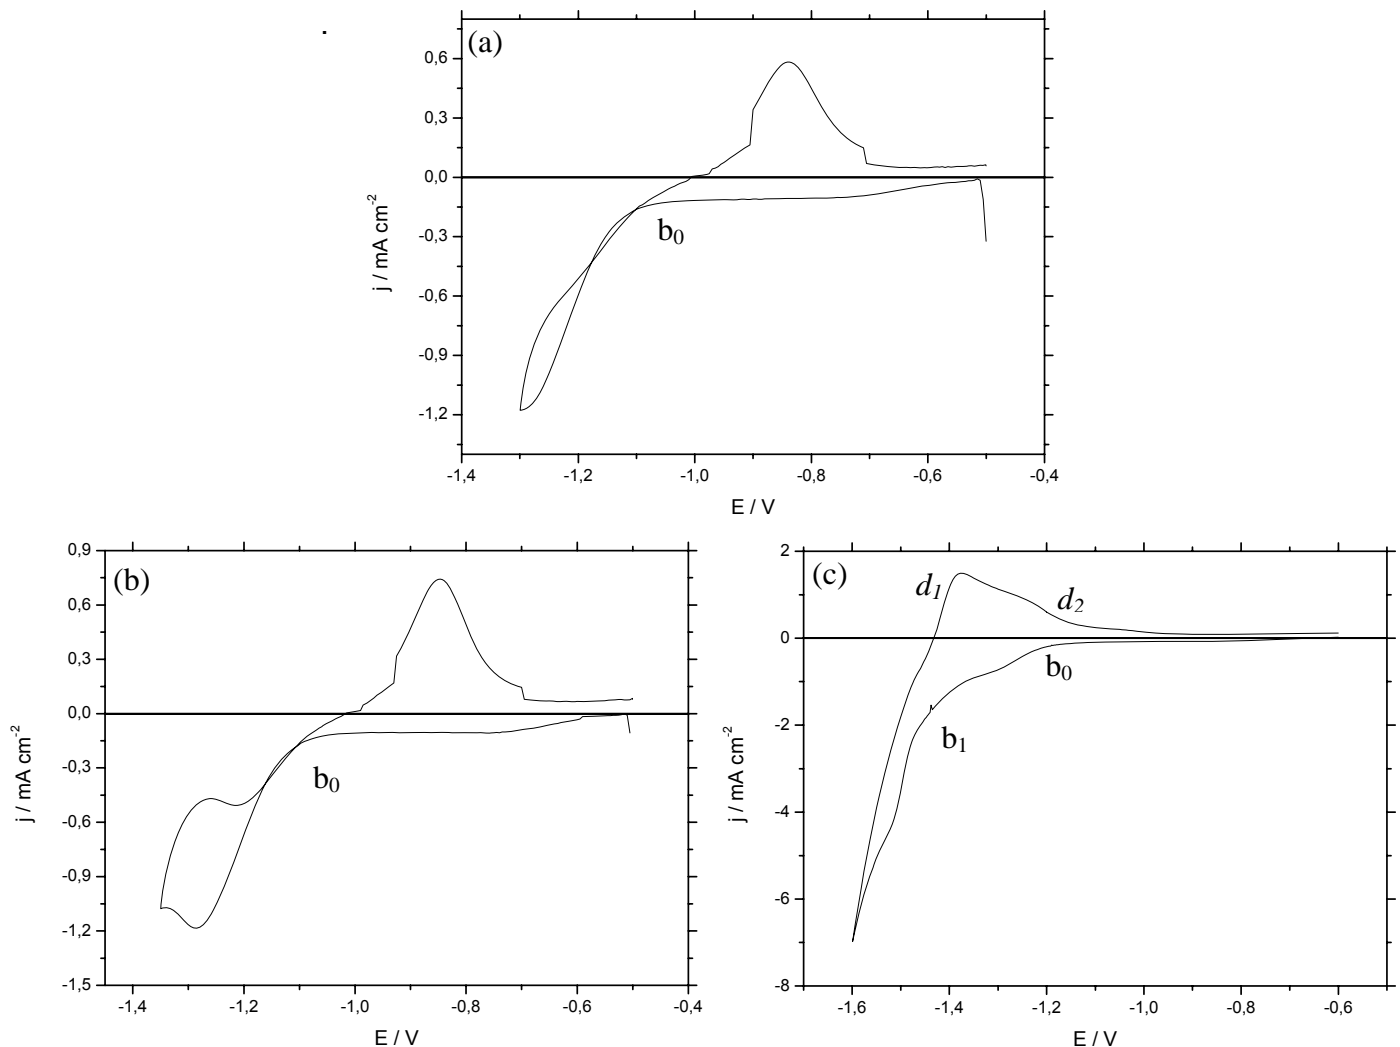 (a)
0,6
0,3
0,0
-0,3
-0,6
-0,9
-1,2
j / mA cm-2
b0
-1,4 -1,2 -1,0 -0,8 -0,6 -0,4
E / V
(b)
0,9
0,6
0,3
0,0
-0,3
-0,6
-0,9
-1,2
-1,5
j / mA cm-2
b0
-1,4 -1,2 -1,0 -0,8 -0,6 -0,4
E / V
(c)
2
0
-2
-4
-6
-8
j / mA cm-2
d1
d2
b0
b1
-1,6 -1,4 -1,2 -1,0 -0,8 -0,6
E / V